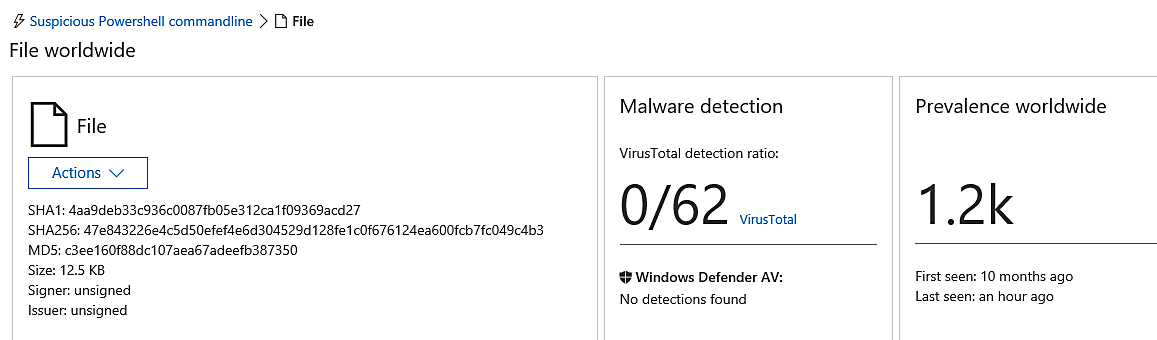 Suspicious Powershell commandline > File
File worldwide
File
Actions
SHA1: 4aa9deb33c936c0087fb05e312ca1f09369acd27
SHA256: 47e843226e4c5d50efef4e6d304529d128fe1c0f676124ea600fcb7fc049c4b3
MD5: c3ee160f88dc107aea67adeefb387350
Size: 12.5 KB
Signer: unsigned
Issuer: unsigned
Malware detection
VirusTotal detection ratio:
0/62 VirusTotal
Windows Defender AV:
No detections found
Prevalence worldwide
1.2k
First seen: 10 months ago
Last seen: an hour ago